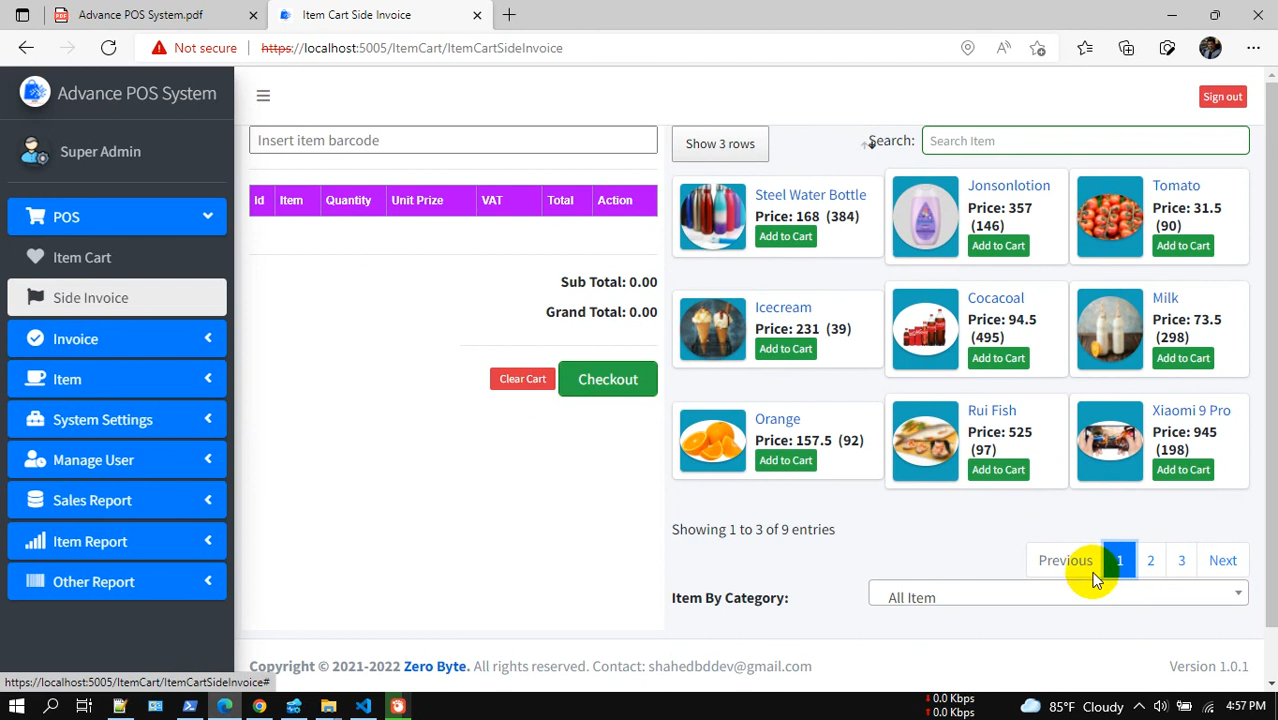 Advance POS System.pdf
Item Cart Side Invoice
Not secure
https://localhost:5005/ItemCart/ItemCartSideInvoice
Advance POS System
Sign out
Super Admin
POS
Item Cart
Side Invoice
Invoice
Item
System Settings
Manage User
Sales Report
Item Report
Other Report
Insert item barcode
Id Item Quantity Unit Prize VAT Total Action
Sub Total: 0.00
Grand Total: 0.00
Clear Cart
Checkout
Show 3 rows
Search:
Search Item
Steel Water Bottle
Price: 168 (384)
Add to Cart
Jonsonlotion
Price: 357
(146)
Add to Cart
Tomato
Price: 31.5
(90)
Add to Cart
Icecream
Price: 231 (39)
Add to Cart
Cocacoal
Price: 94.5
(495)
Add to Cart
Milk
Price: 73.5
(298)
Add to Cart
Orange
Price: 157.5 (92)
Add to Cart
Rui Fish
Price: 525
(97)
Add to Cart
Xiaomi 9 Pro
Price: 945
(198)
Add to Cart
Showing 1 to 3 of 9 entries
Previous 1 2 3 Next
Item By Category:
All Item
Copyright © 2021-2022 Zero Byte. All rights reserved. Contact: shahedbddev@gmail.com
Version 1.0.1
https://localhost:5005/ItemCart/ItemCartSideInvoice#
0.0 Kbps
0.0 Kbps
85°F Cloudy
4:57 PM